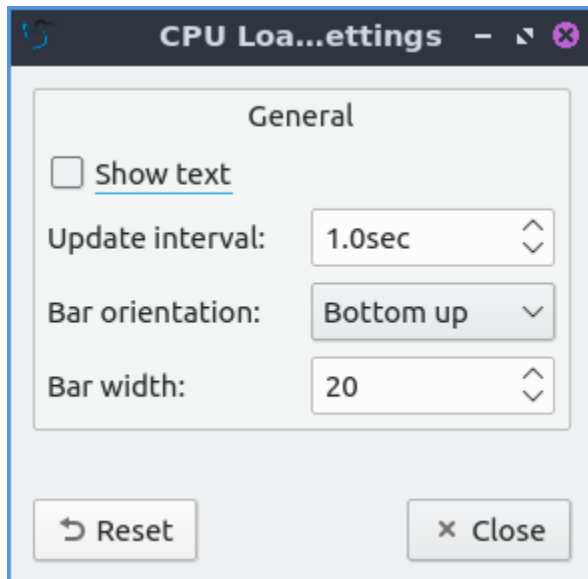 CPU Loa...ettings
General
Show text
Update interval: 1.0sec
Bar orientation: Bottom up
Bar width: 20
Reset Close